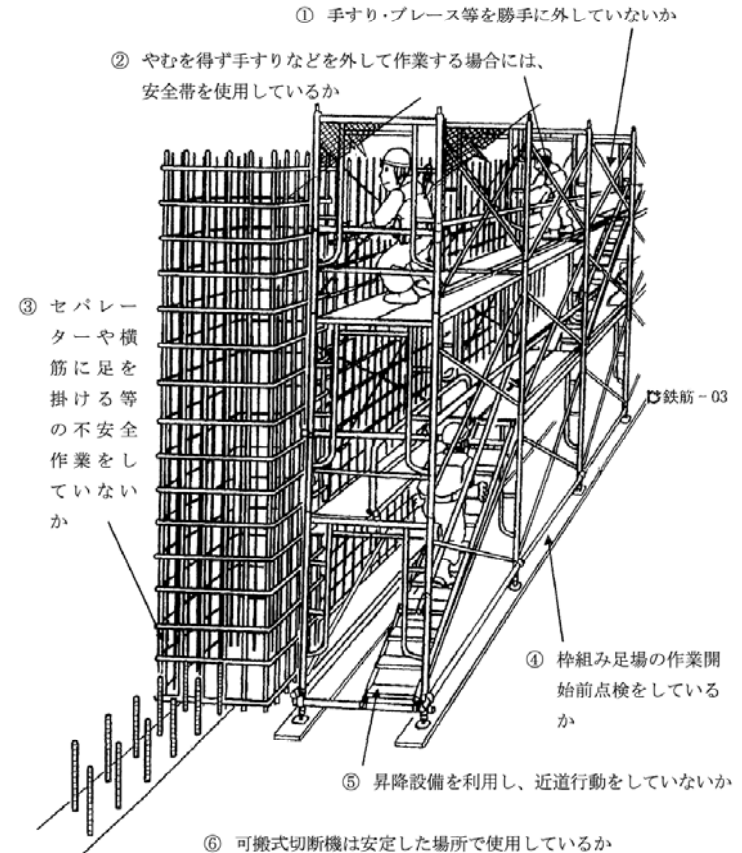 ① 手すり・ブレース等を勝手に外していないか
② やむを得ず手すりなどを外して作業する場合には、
安全帯を使用しているか
③ セパレー
ターや横
筋に足を
掛ける等
の不安全
作業をし
ていない
か
鉄筋－03
④ 枠組み足場の作業開
始前点検をしている
か
⑤ 昇降設備を利用し、近道行動をしていないか
⑥ 可搬式切断機は安定した場所で使用しているか